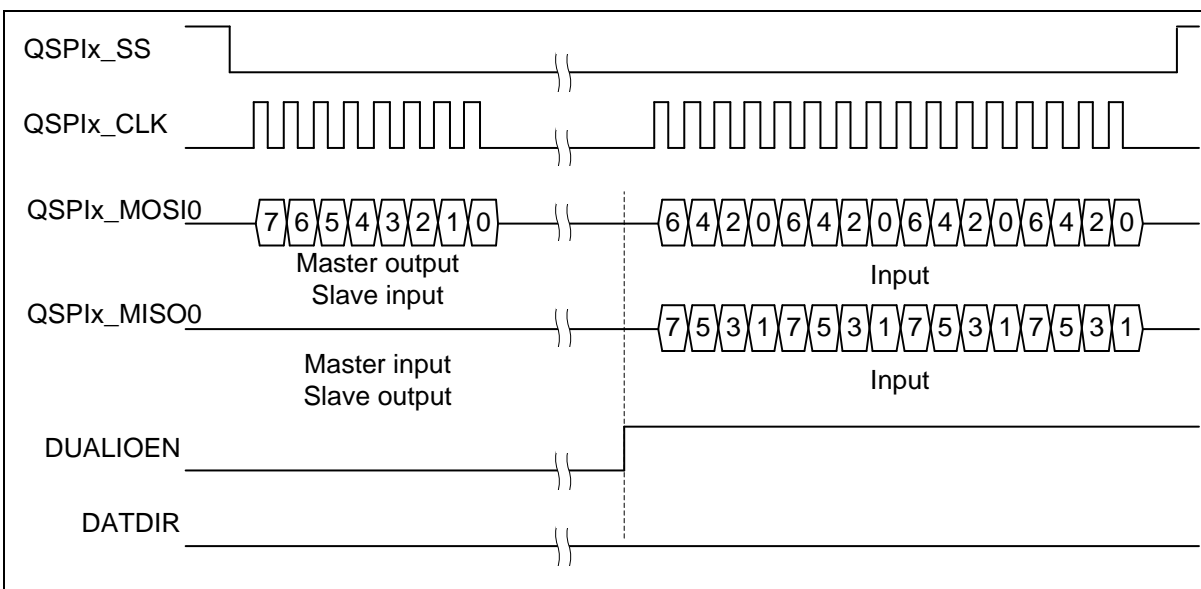 QSPIx_SS
QSPIx_CLK
QSPIx_MOSI0
7 6 5 4 3 2 1 0
6 4 2 0 6 4 2 0 6 4 2 0 6 4 2 0
Master output
Slave input
Input
QSPIx_MISO0
7 5 3 1 7 5 3 1 7 5 3 1 7 5 3 1
Master input
Slave output
Input
DUALIOEN
DATDIR